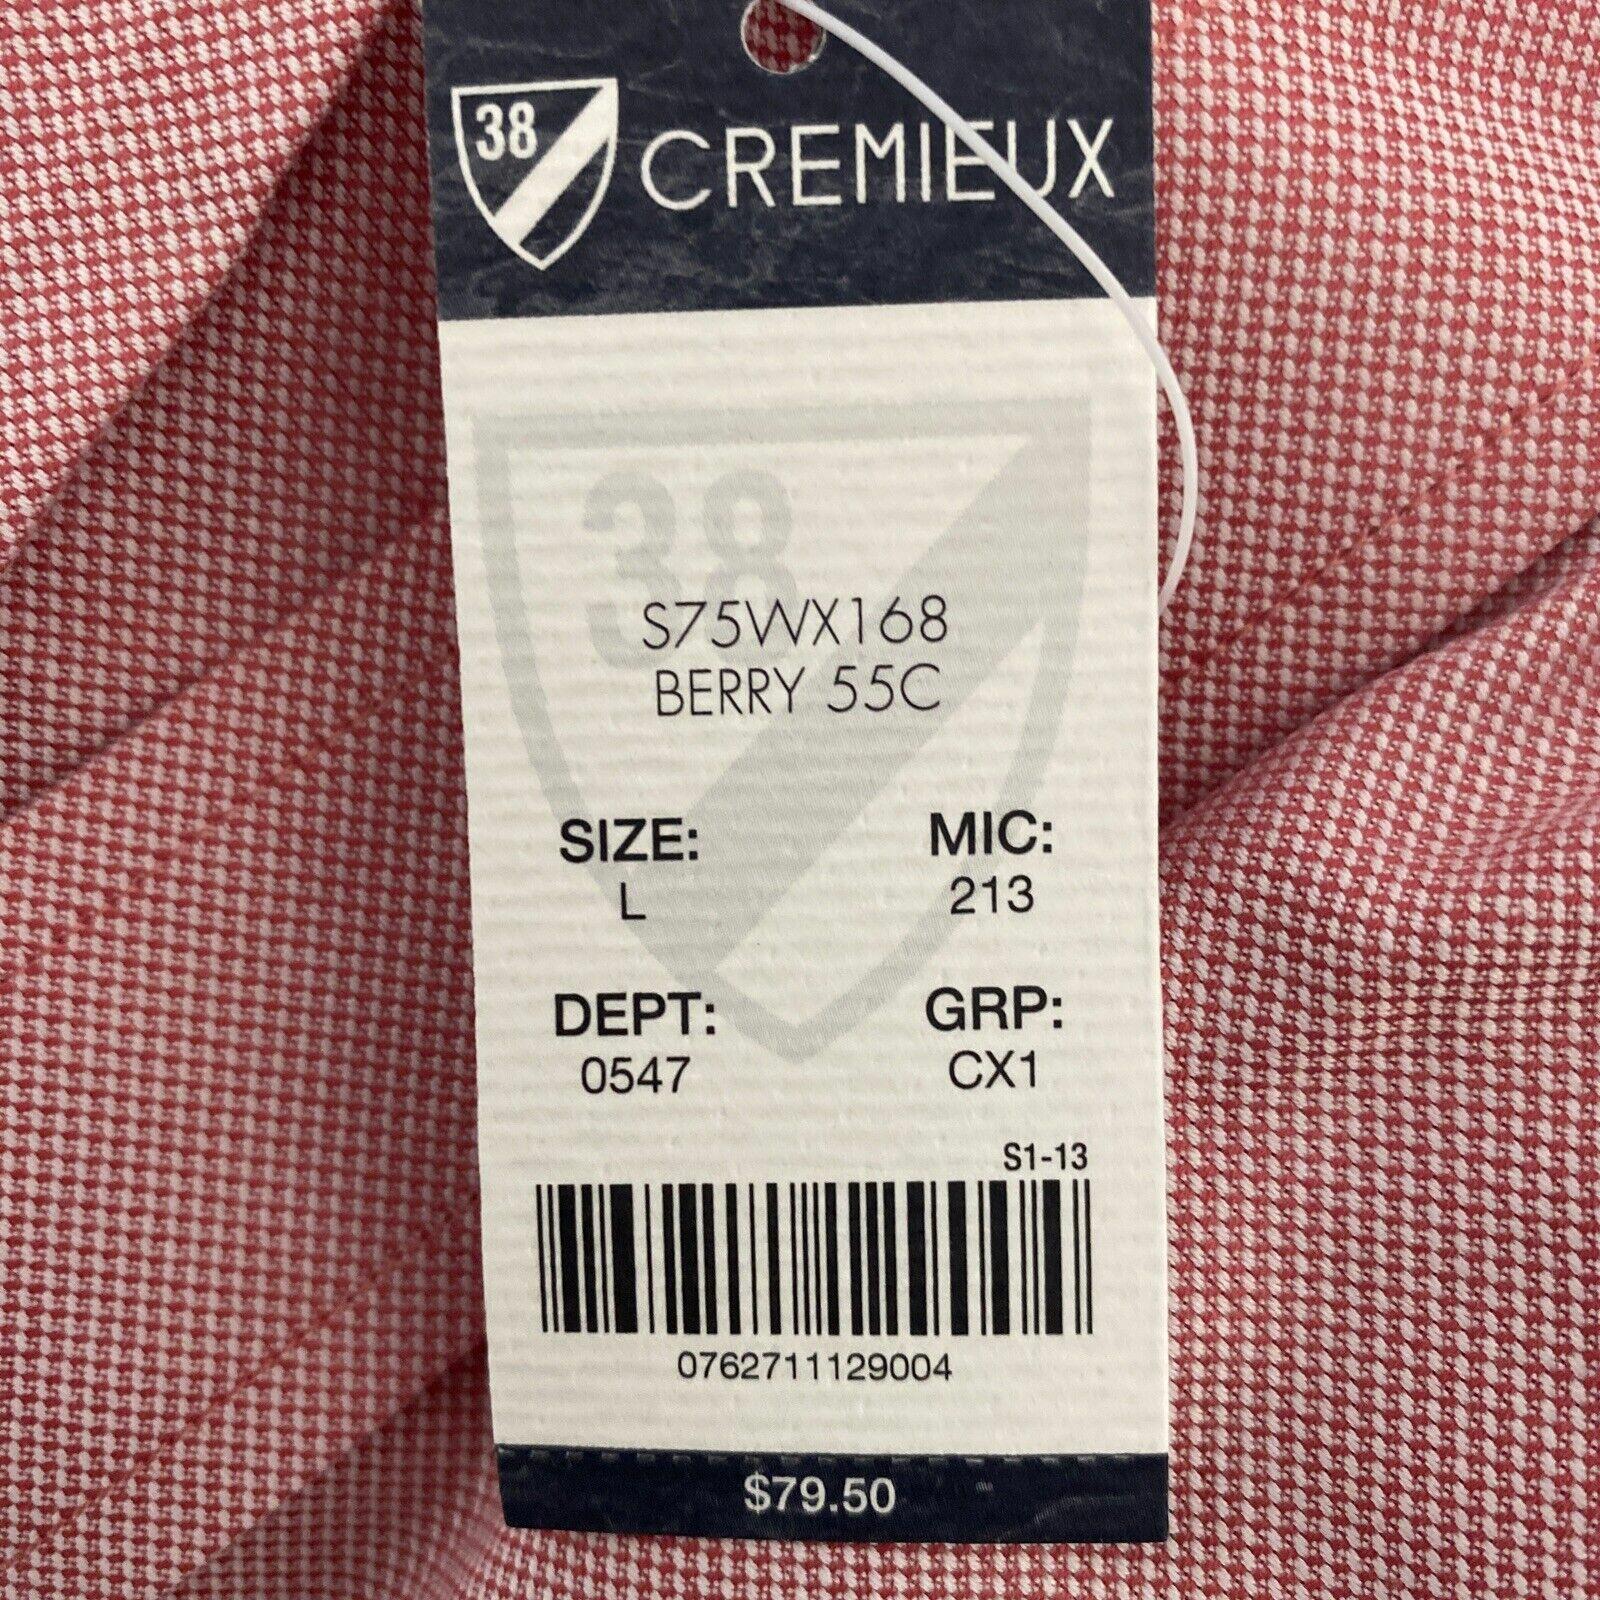 38 CREMIEUX
38
S75WX168
BERRY 55C
SIZE: MIC:
L 213
DEPT: GRP:
0547 CX1
S1-13
0762711129004
$79.50